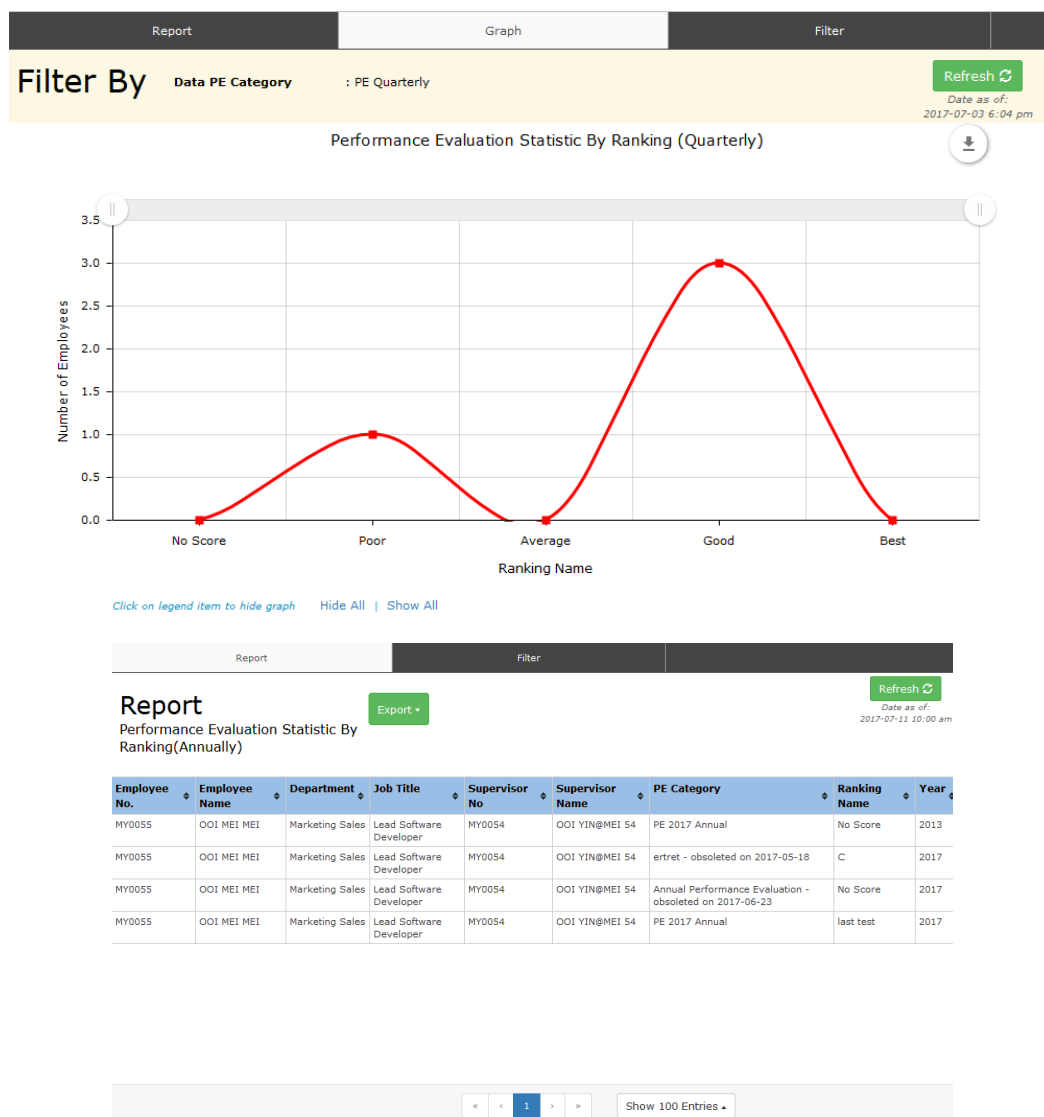 Report Graph Filter
Filter By Data PE Category : PE Quarterly Refresh
Date as of:
2017-07-03 6:04 pm
Performance Evaluation Statistic By Ranking (Quarterly)
3.5
3.0
2.5
2.0
1.5
1.0
0.5
0.0
Number of Employees
No Score Poor Average Good Best
Ranking Name
Click on legend item to hide graph Hide All | Show All
Report Filter
Refresh
Date as of:
2017-07-11 10:00 am
Report Export
Performance Evaluation Statistic By
Ranking(Annually)
Employee No. Employee Name Department Job Title Supervisor No Supervisor Name PE Category Ranking Name Year
MY0055 OOI MEI MEI Marketing Sales Lead Software Developer MY0054 OOI YIN@MEI 54 PE 2017 Annual No Score 2013
MY0055 OOI MEI MEI Marketing Sales Lead Software Developer MY0054 OOI YIN@MEI 54 ertret - obsoleted on 2017-05-18 C 2017
MY0055 OOI MEI MEI Marketing Sales Lead Software Developer MY0054 OOI YIN@MEI 54 Annual Performance Evaluation - obsoleted on 2017-06-23 No Score 2017
MY0055 OOI MEI MEI Marketing Sales Lead Software Developer MY0054 OOI YIN@MEI 54 PE 2017 Annual last test 2017
« ‹ 1 › » Show 100 Entries